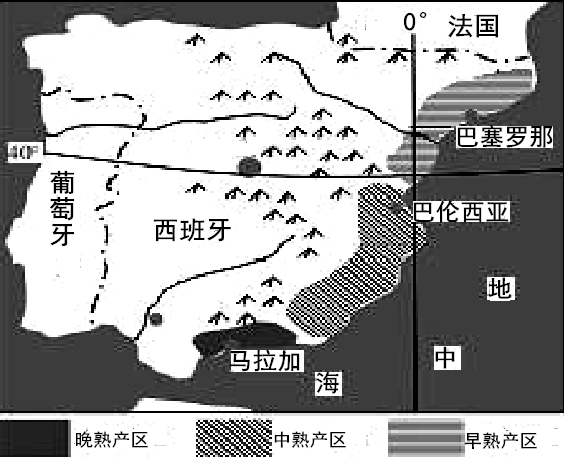 0° 法国
巴塞罗那
40°
葡萄牙
巴伦西亚
西班牙
地
中
马拉加
海
晚熟产区 中熟产区 早熟产区